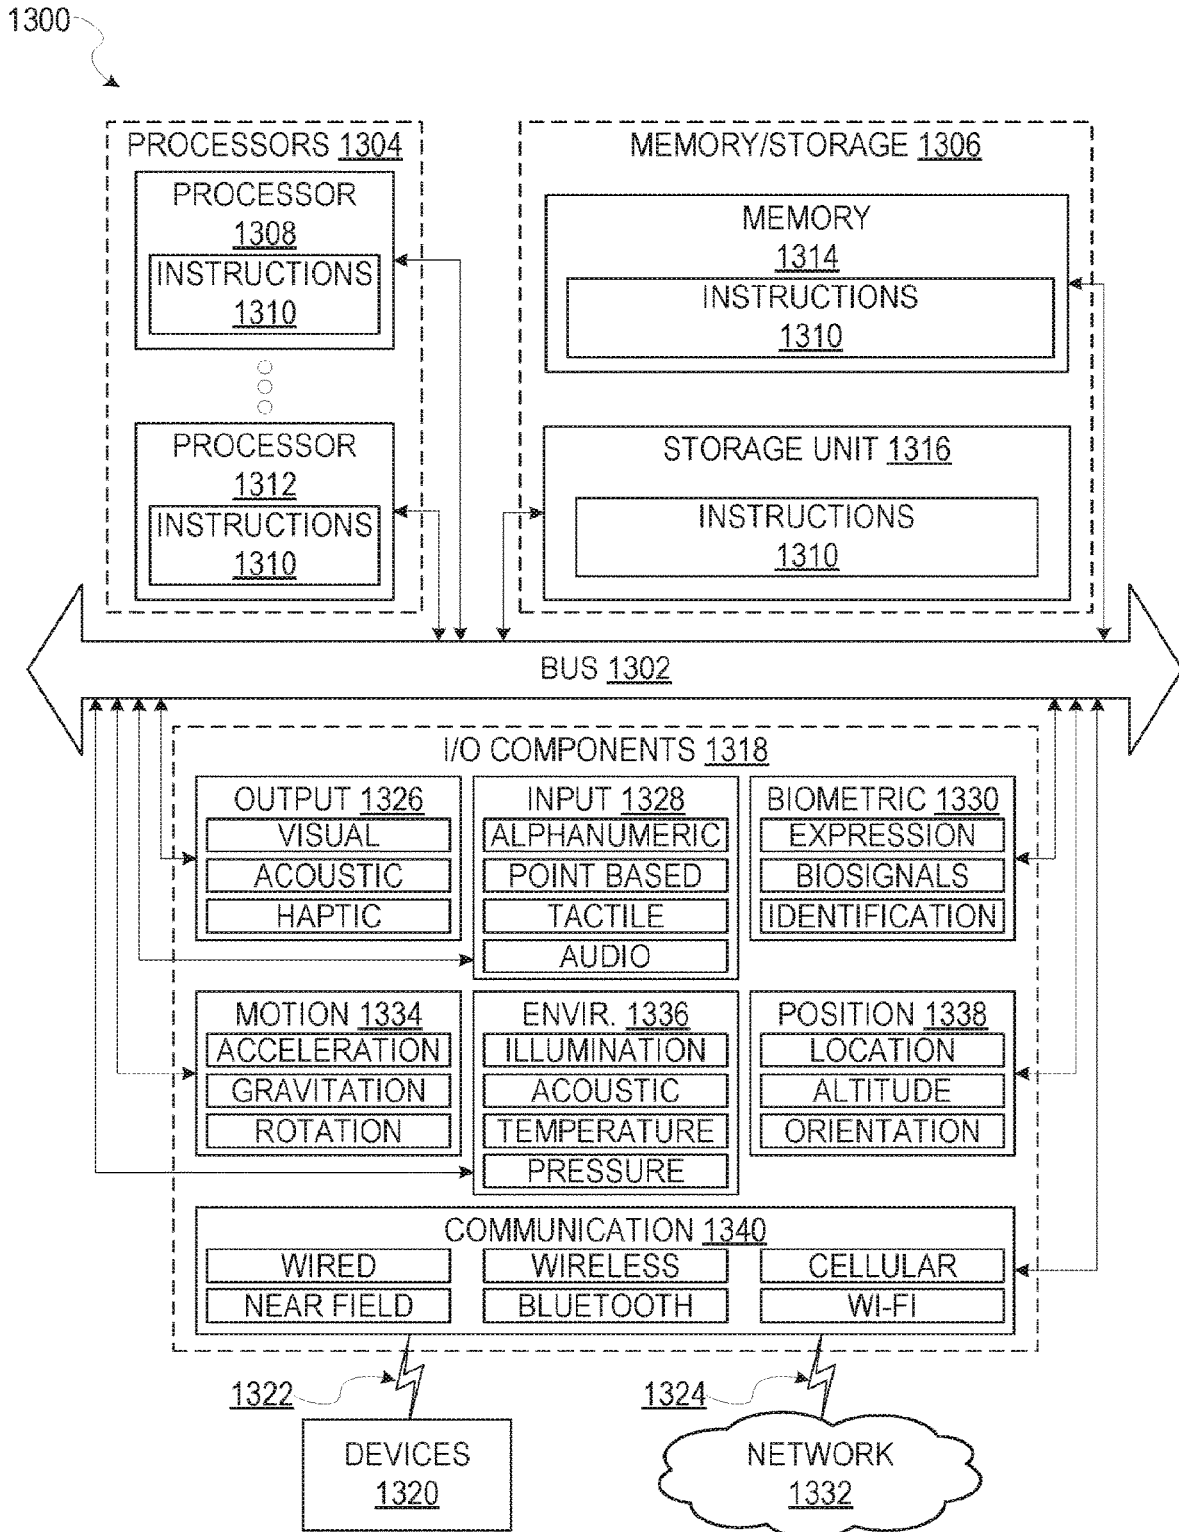 1300
PROCESSORS 1304
PROCESSOR
1308
INSTRUCTIONS
1310
PROCESSOR
1312
INSTRUCTIONS
1310
MEMORY/STORAGE 1306
MEMORY
1314
INSTRUCTIONS
1310
STORAGE UNIT 1316
INSTRUCTIONS
1310
BUS 1302
I/O COMPONENTS 1318
OUTPUT 1326
VISUAL
ACOUSTIC
HAPTIC
INPUT 1328
ALPHANUMERIC
POINT BASED
TACTILE
AUDIO
BIOMETRIC 1330
EXPRESSION
BIOSIGNALS
IDENTIFICATION
MOTION 1334
ACCELERATION
GRAVITATION
ROTATION
ENVIR. 1336
ILLUMINATION
ACOUSTIC
TEMPERATURE
PRESSURE
POSITION 1338
LOCATION
ALTITUDE
ORIENTATION
COMMUNICATION 1340
WIRED
WIRELESS
CELLULAR
NEAR FIELD
BLUETOOTH
WI-FI
1322
1324
DEVICES
1320
NETWORK
1332